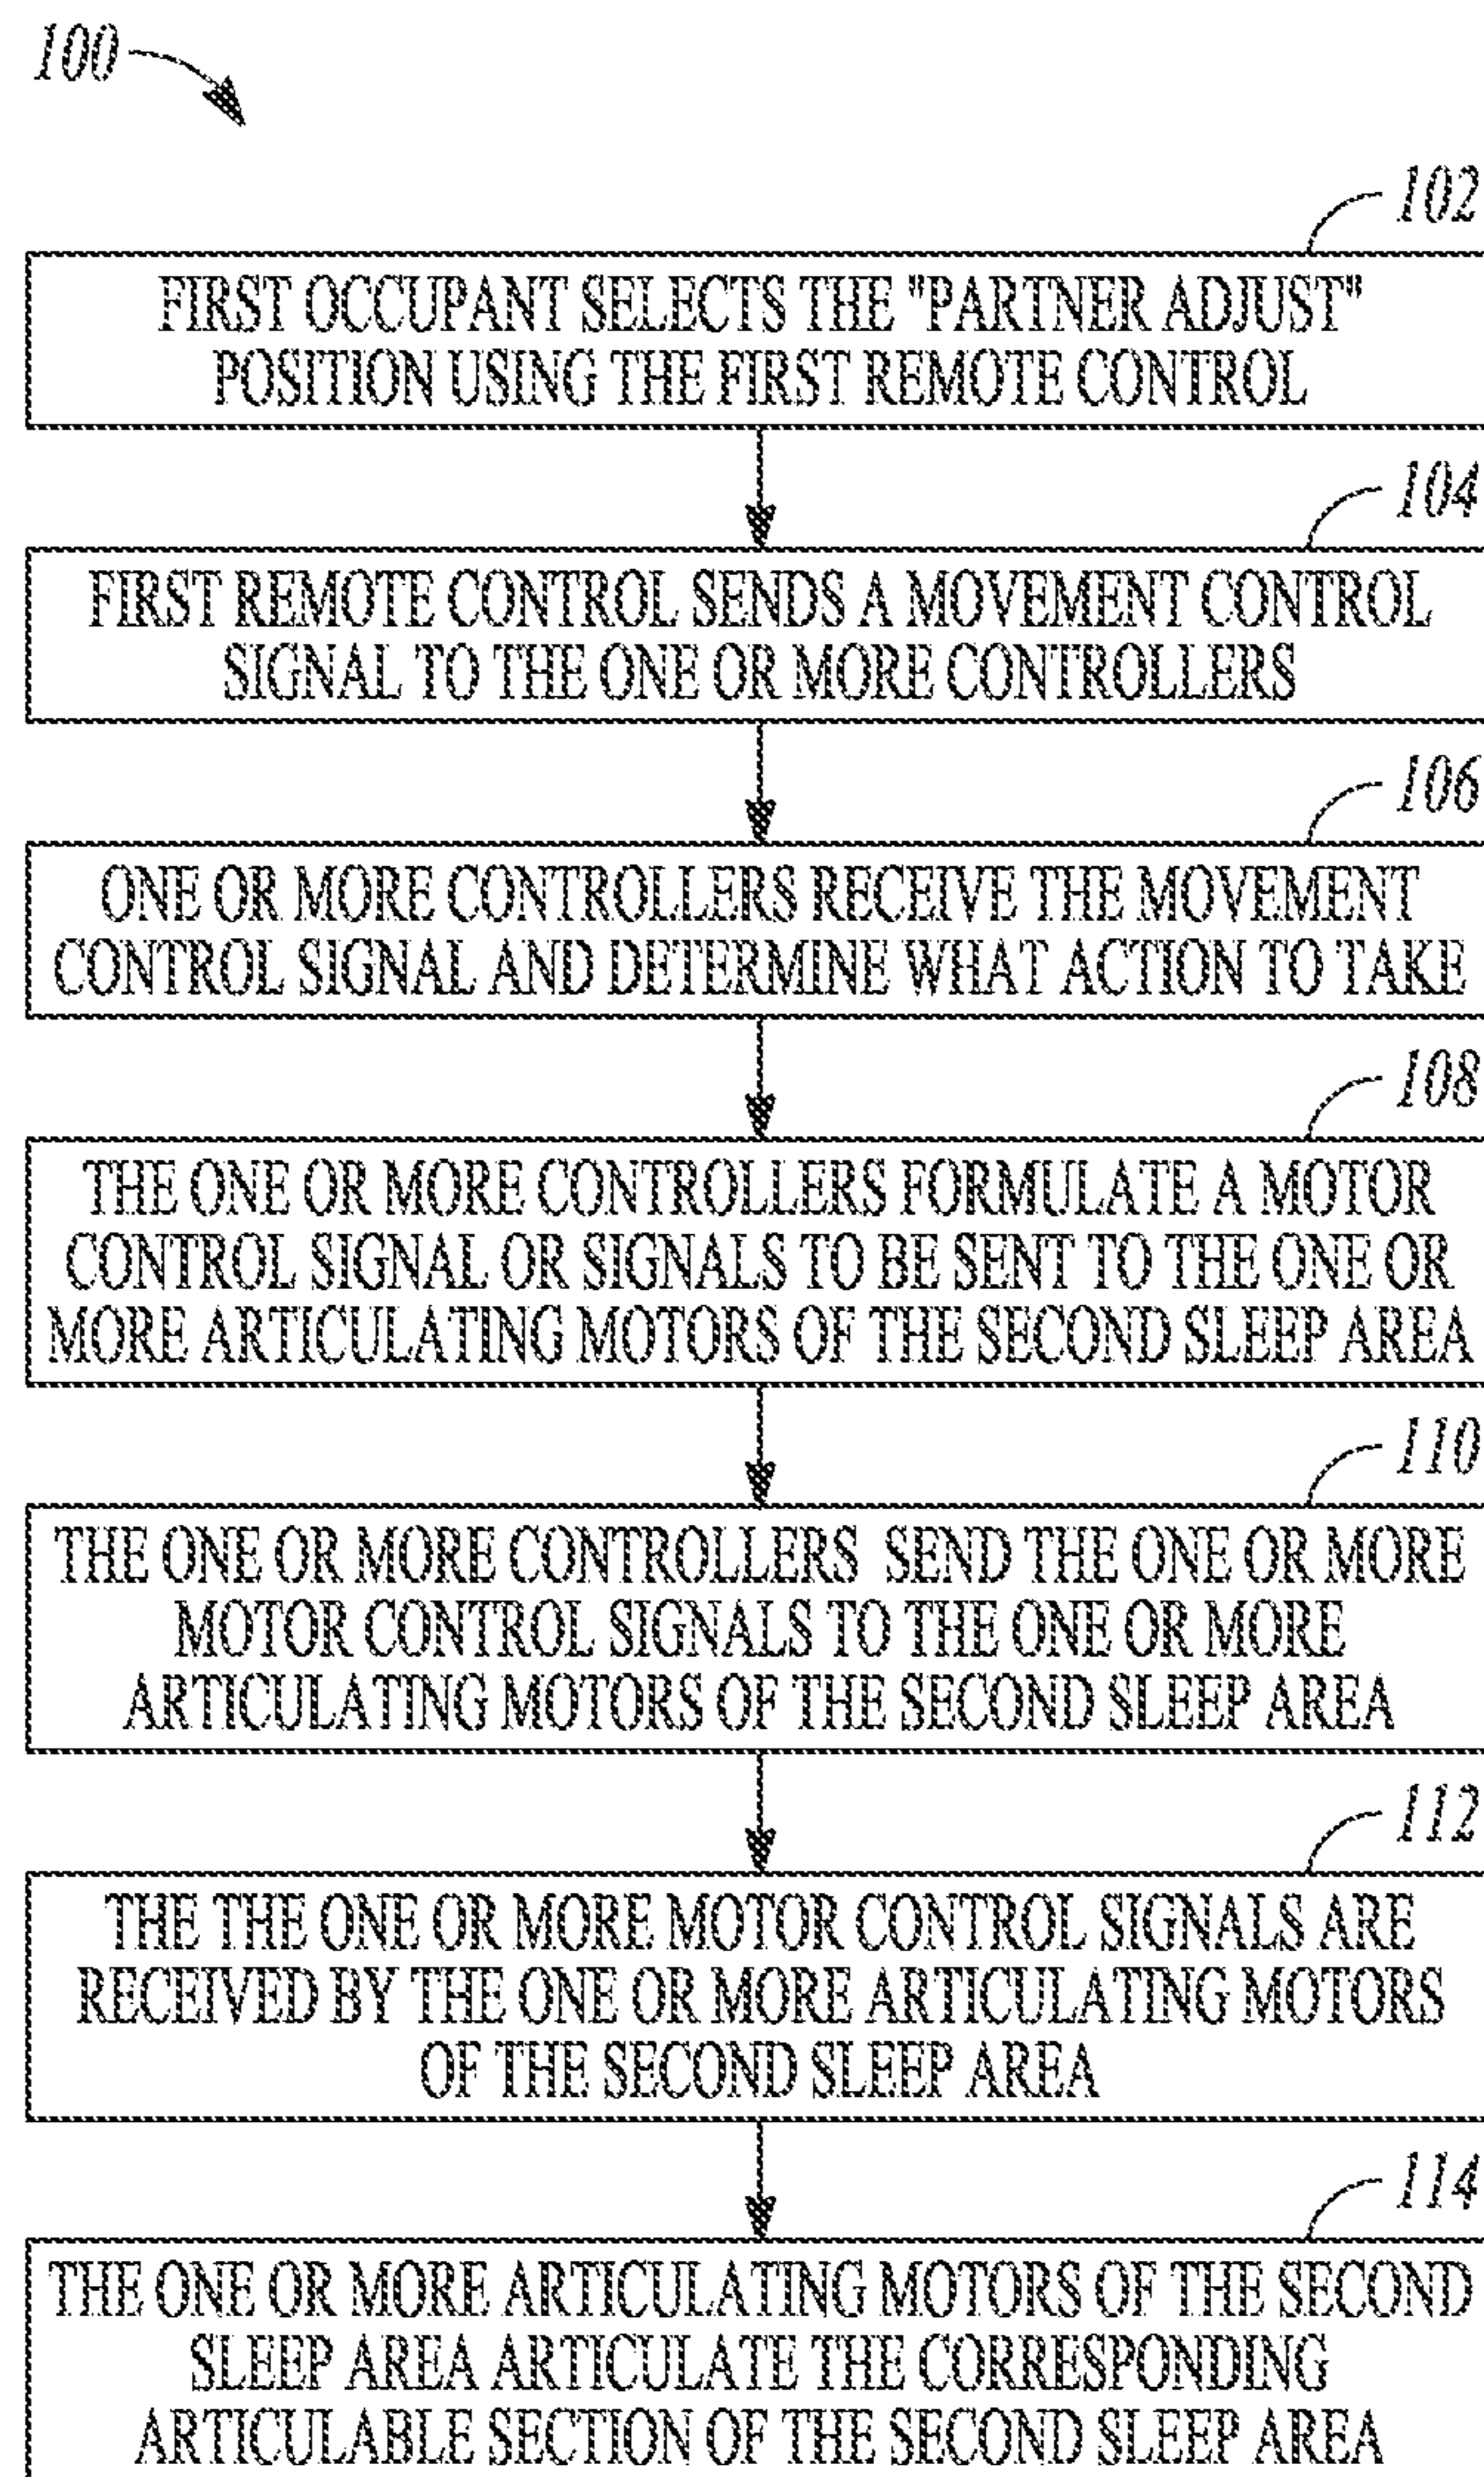 100
102
FIRST OCCUPANT SELECTS THE "PARTNER ADJUST"
POSITION USING THE FIRST REMOTE CONTROL
104
FIRST REMOTE CONTROL SENDS A MOVEMENT CONTROL
SIGNAL TO THE ONE OR MORE CONTROLLERS
106
ONE OR MORE CONTROLLERS RECEIVE THE MOVEMENT
CONTROL SIGNAL AND DETERMINE WHAT ACTION TO TAKE
108
THE ONE OR MORE CONTROLLERS FORMULATE A MOTOR
CONTROL SIGNAL OR SIGNALS TO BE SENT TO THE ONE OR
MORE ARTICULATING MOTORS OF THE SECOND SLEEP AREA
110
THE ONE OR MORE CONTROLLERS SEND THE ONE OR MORE
MOTOR CONTROL SIGNALS TO THE ONE OR MORE
ARTICULATING MOTORS OF THE SECOND SLEEP AREA
112
THE THE ONE OR MORE MOTOR CONTROL SIGNALS ARE
RECEIVED BY THE ONE OR MORE ARTICULATING MOTORS
OF THE SECOND SLEEP AREA
114
THE ONE OR MORE ARTICULATING MOTORS OF THE SECOND
SLEEP AREA ARTICULATE THE CORRESPONDING
ARTICULABLE SECTION OF THE SECOND SLEEP AREA